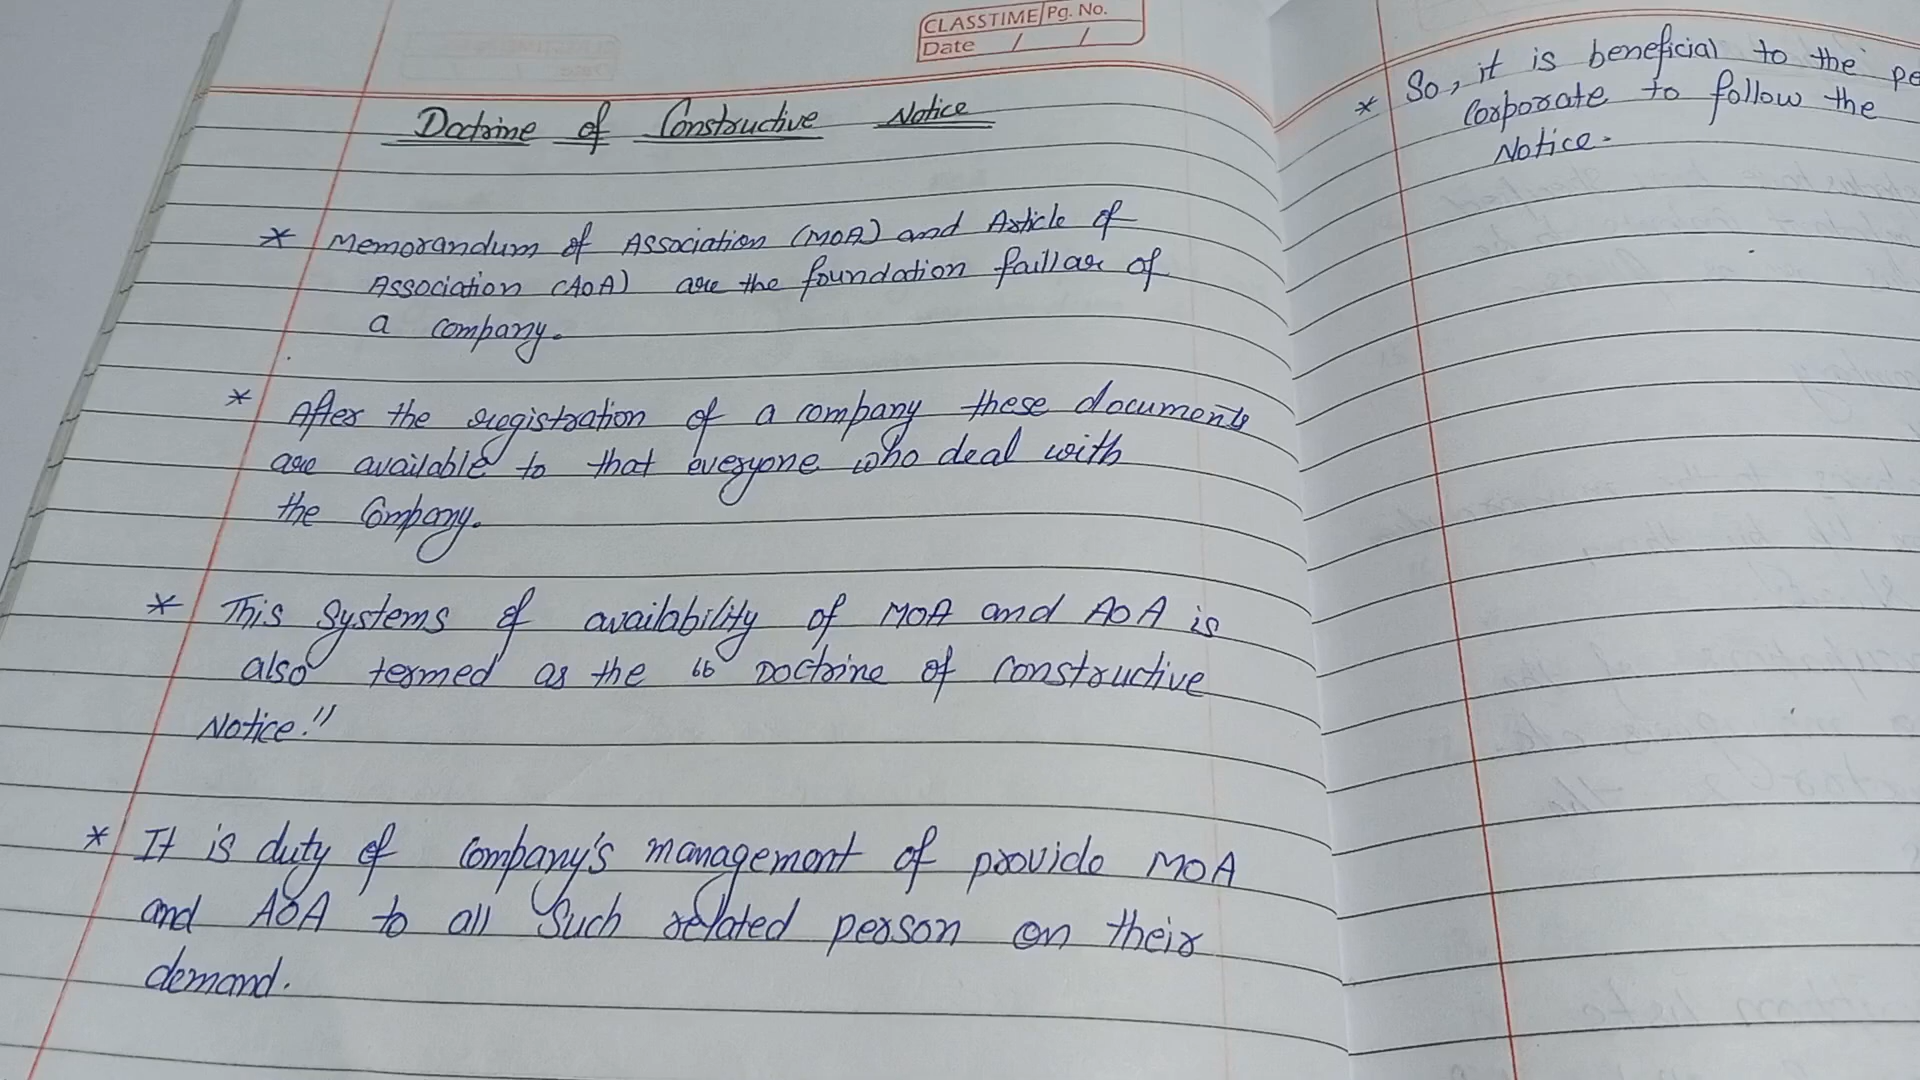 CLASSTIME Pg. No.
Date / /
Doctrine of Constructive Notice
* Memorandum of Association (MOA) and Article of
Association (AOA) are the foundation faillar of
a company.
* After the registration of a company these documents
are available to that everyone who deal with
the Company.
* This Systems of availability of MOA and AOA is
also termed as the “ Doctrine of constructive
Notice."
* It is duty of company's management of provide MOA
and AOA to all Such related person on their
demand.
* So, it is beneficial to the
Corporate to follow the
Notice.